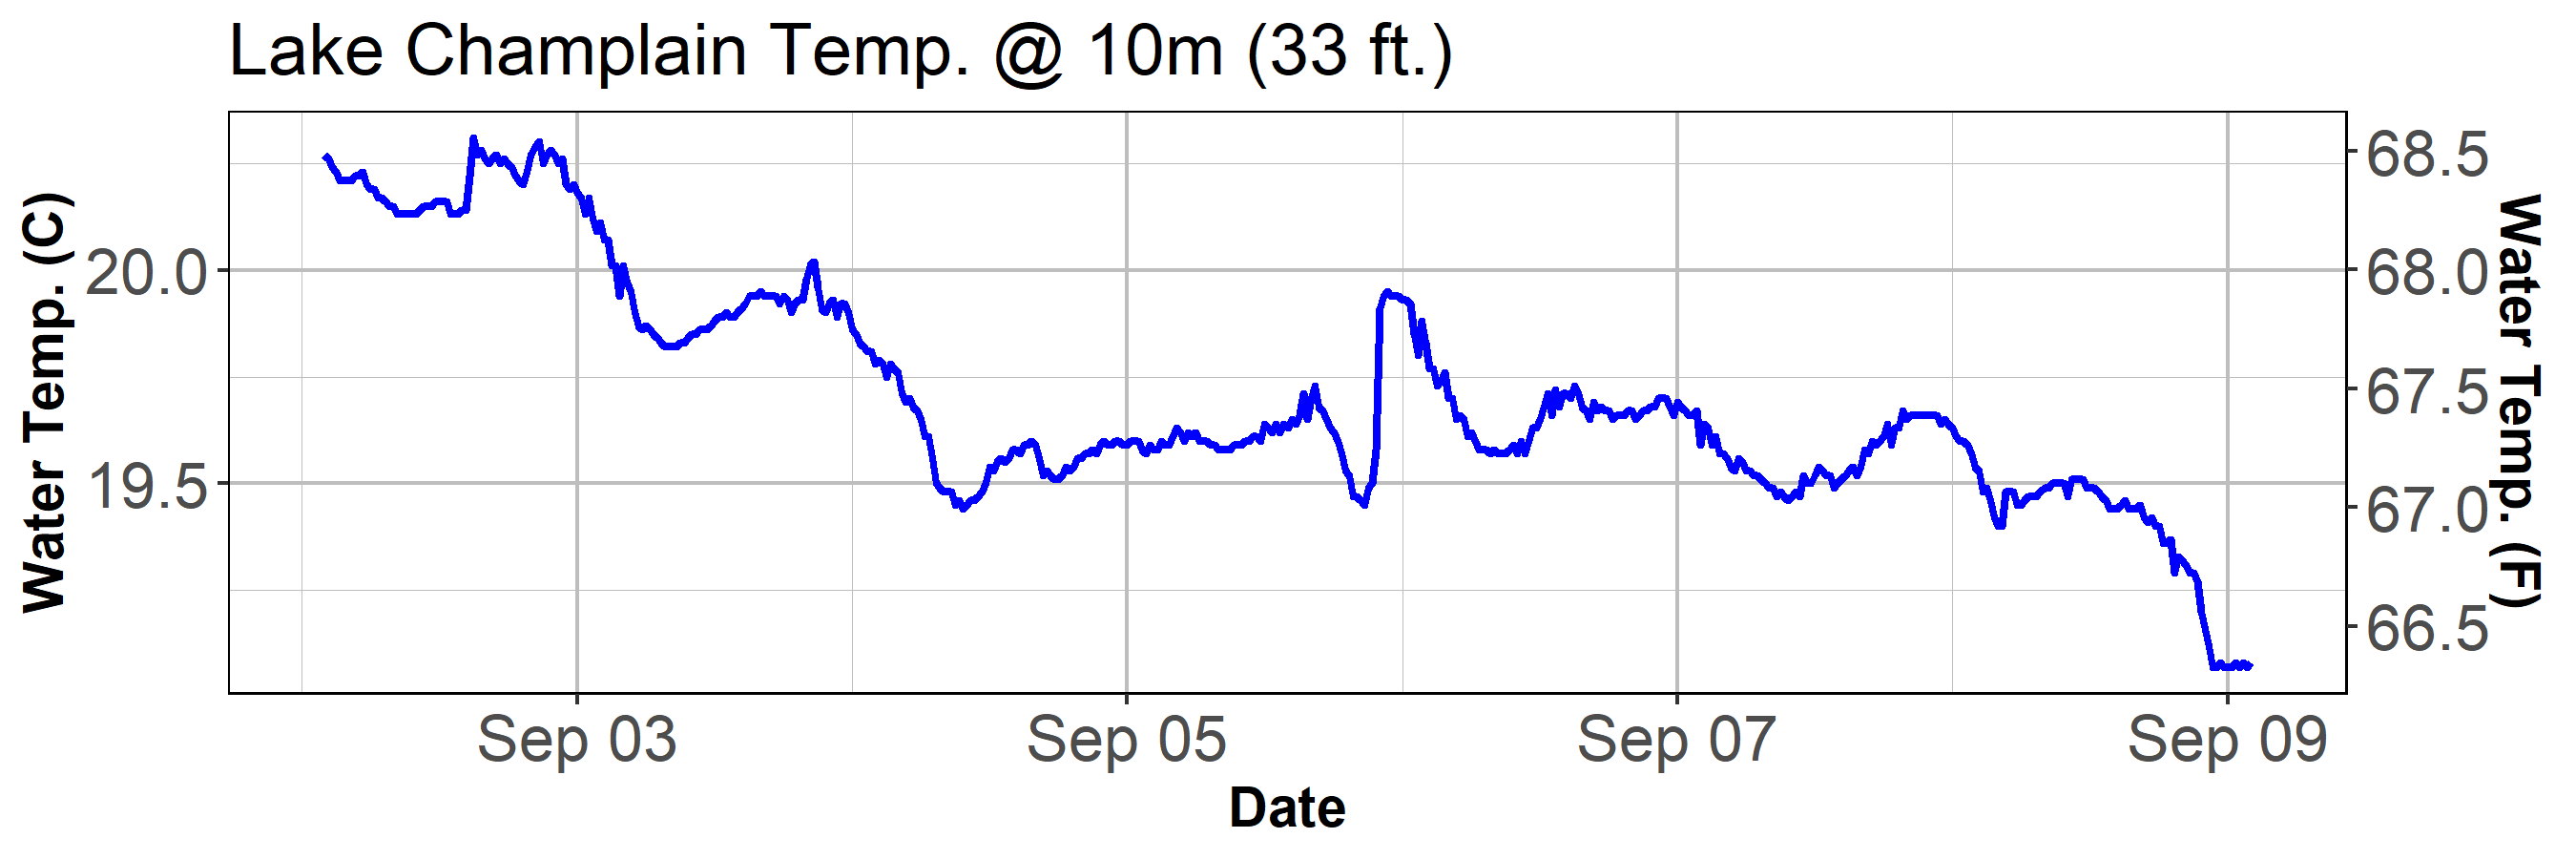 Lake Champlain Temp. @ 10m (33 ft.)
Water Temp. (C)
20.0
19.5
68.5
68.0
67.5
67.0
66.5
Water Temp. (F)
Sep 03 Sep 05 Sep 07 Sep 09
Date